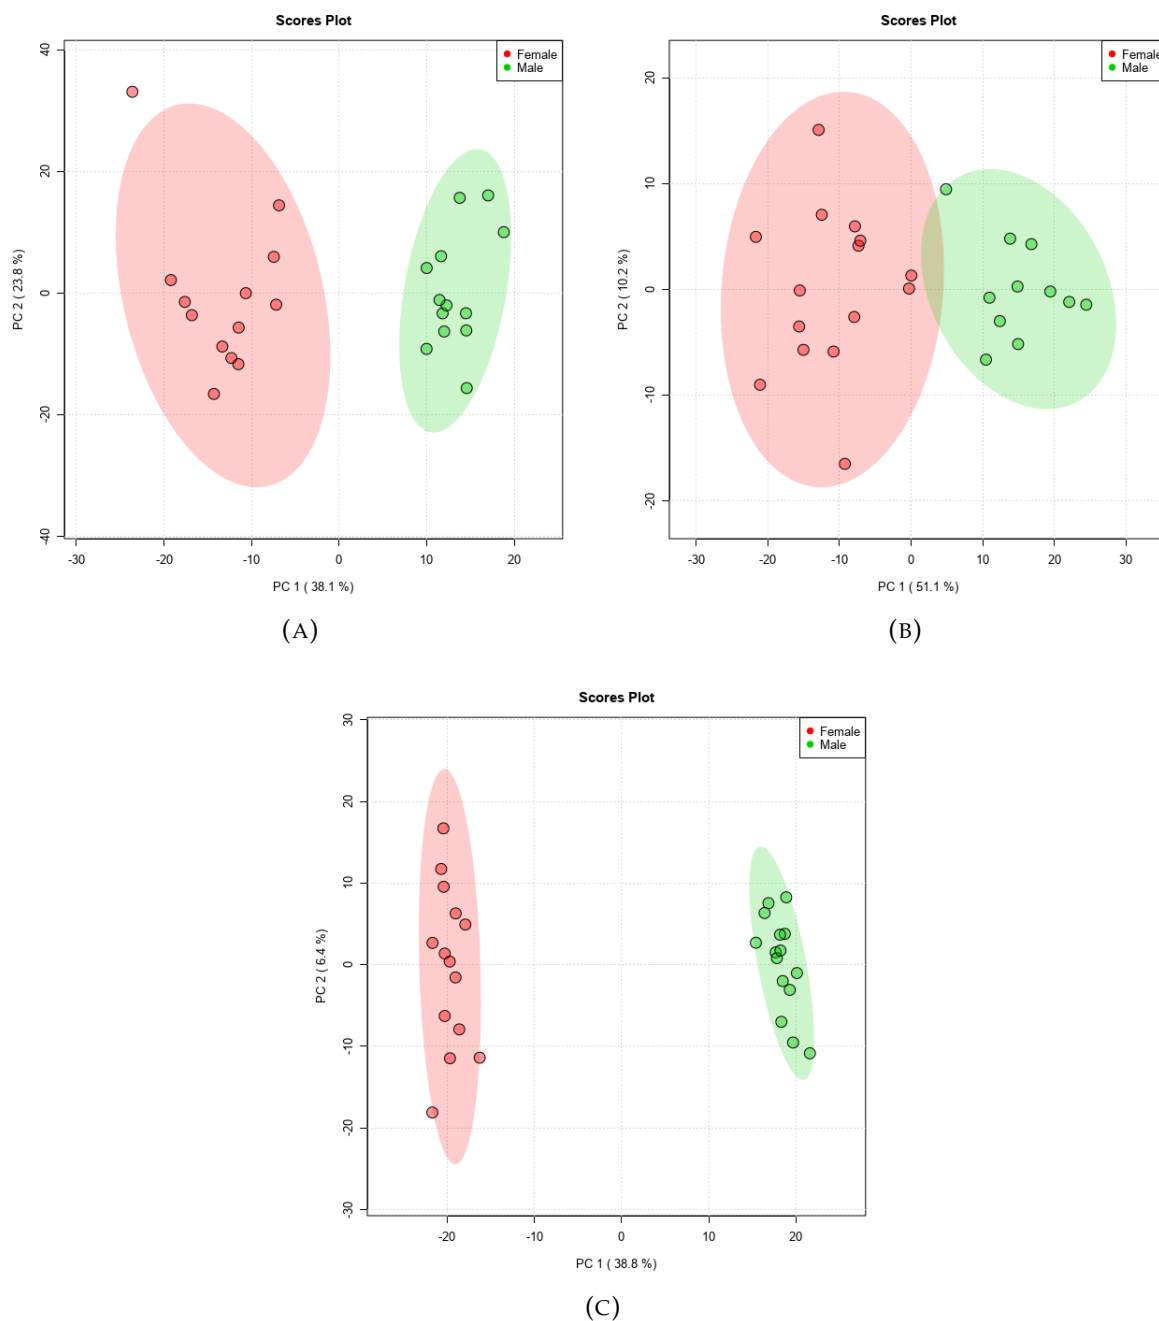 Scores Plot
Female
Male
40
20
0
-20
-40
PC 2 ( 23.8 %)
-30 -20 -10 0 10 20
PC 1 ( 38.1 %)
(A)
Scores Plot
Female
Male
20
10
0
-10
-20
PC 2 ( 10.2 %)
-30 -20 -10 0 10 20 30
PC 1 ( 51.1 %)
(B)
Scores Plot
Female
Male
30
20
10
0
-10
-20
-30
PC 2 ( 6.4 %)
-20 -10 0 10 20
PC 1 ( 38.8 %)
(C)